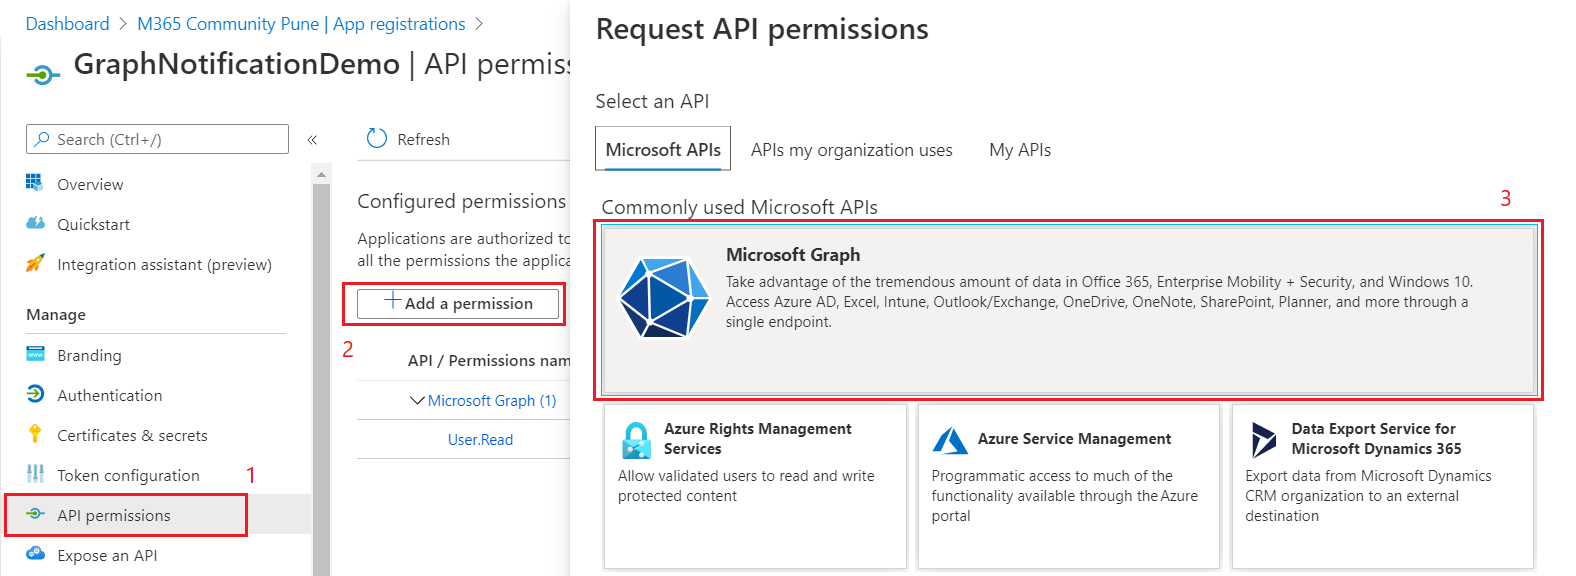 Dashboard > M365 Community Pune | App registrations >
GraphNotificationDemo | API permiss
Search (Ctrl+/)
«
Overview
Quickstart
Integration assistant (preview)
Manage
Branding
Authentication
Certificates & secrets
Token configuration
1
API permissions
Expose an API
Refresh
Configured permissions
Applications are authorized to
all the permissions the applica
+ Add a permission
2
API / Permissions nam
Microsoft Graph (1)
User.Read
Request API permissions
Select an API
Microsoft APIs APIs my organization uses My APIs
Commonly used Microsoft APIs
3
Microsoft Graph
Take advantage of the tremendous amount of data in Office 365, Enterprise Mobility + Security, and Windows 10.
Access Azure AD, Excel, Intune, Outlook/Exchange, OneDrive, OneNote, SharePoint, Planner, and more through a
single endpoint.
Azure Rights Management
Services
Allow validated users to read and write
protected content
Azure Service Management
Programmatic access to much of the
functionality available through the Azure
portal
Data Export Service for
Microsoft Dynamics 365
Export data from Microsoft Dynamics
CRM organization to an external
destination